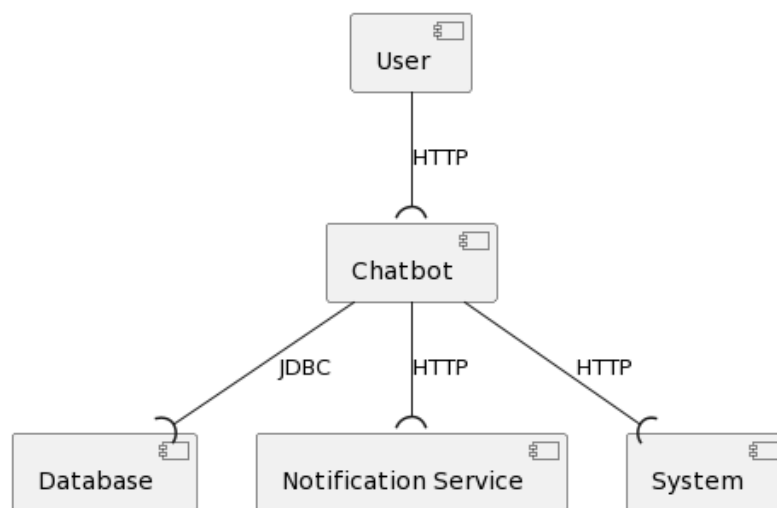 User
HTTP
Chatbot
JDBC
HTTP
HTTP
Database
Notification Service
System